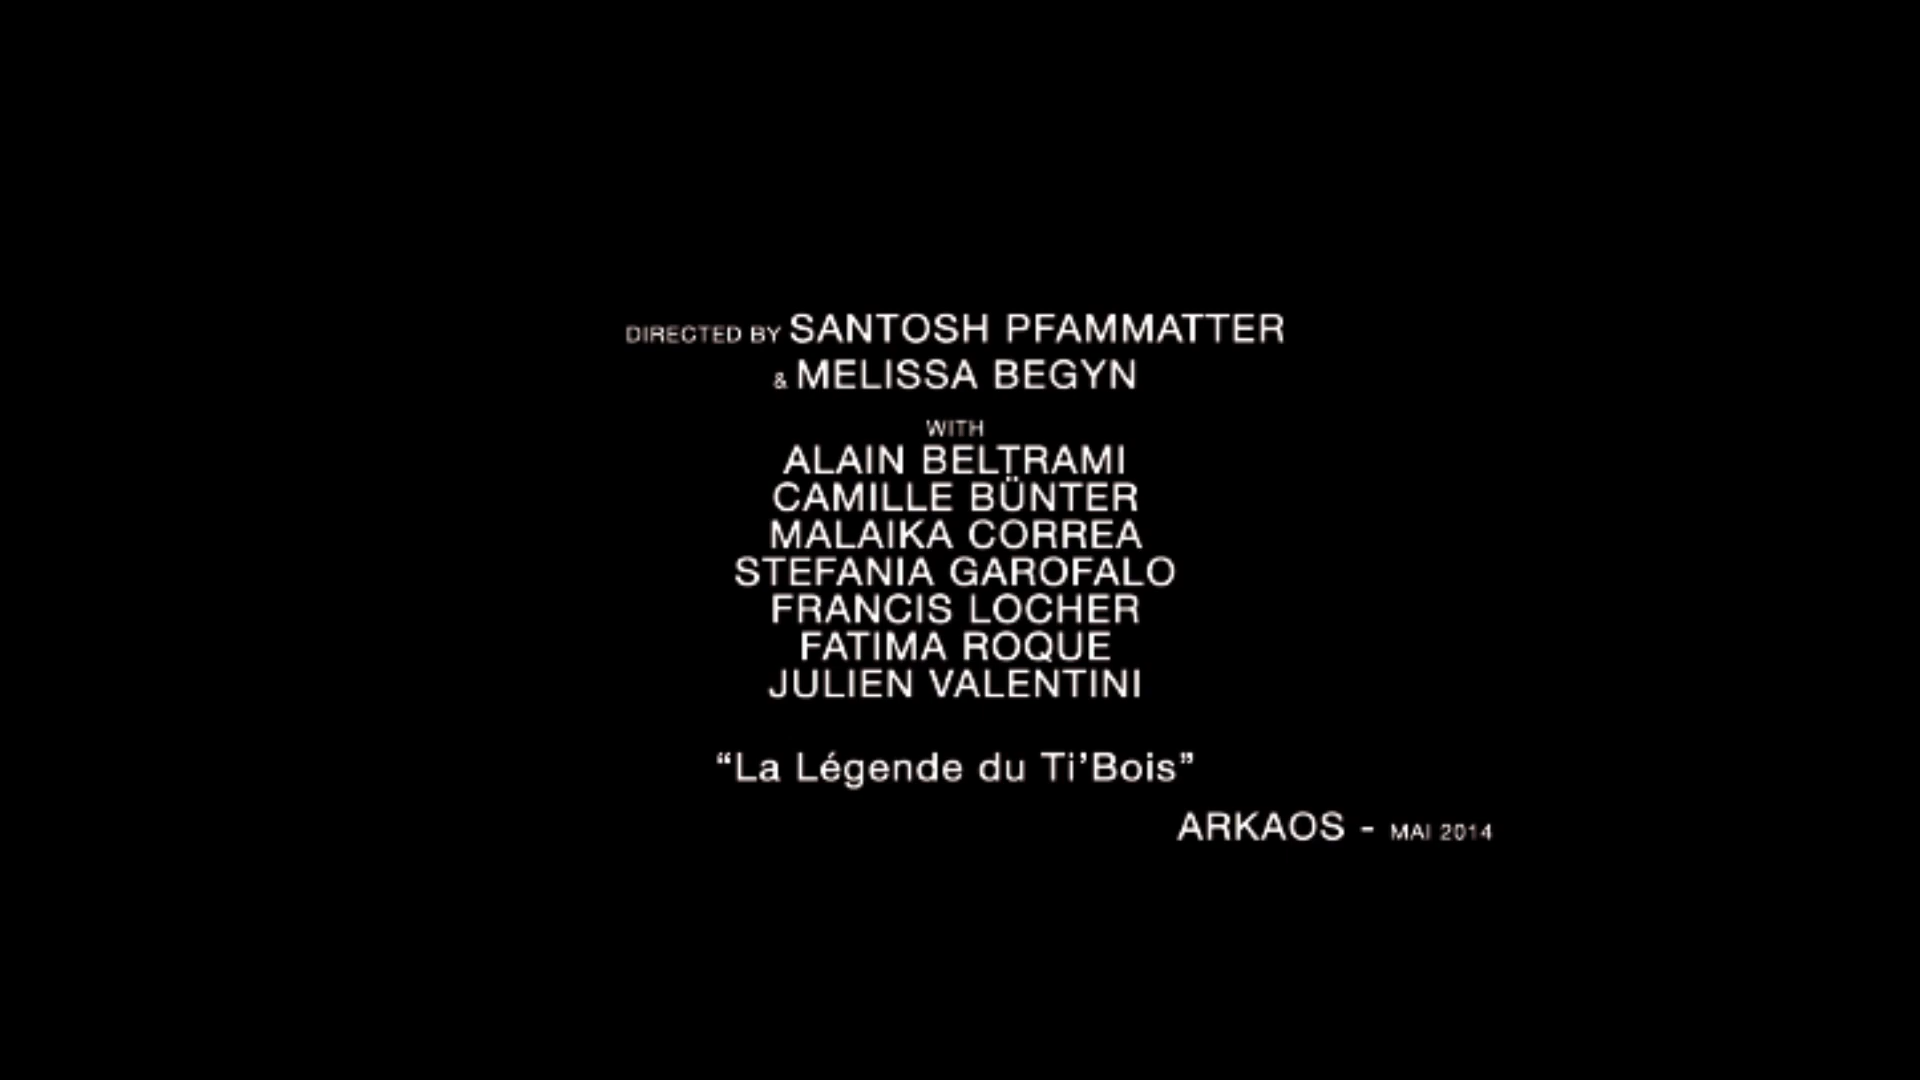 DIRECTED BY SANTOSH PFAMMATTER
& MELISSA BEGYN
WITH
ALAIN BELTRAMI
CAMILLE BÜNTER
MALAIKA CORREA
STEFANIA GAROFALO
FRANCIS LOCHER
FATIMA ROQUE
JULIEN VALENTINI
“La Légende du Ti’Bois”
ARKAOS - MAI 2014